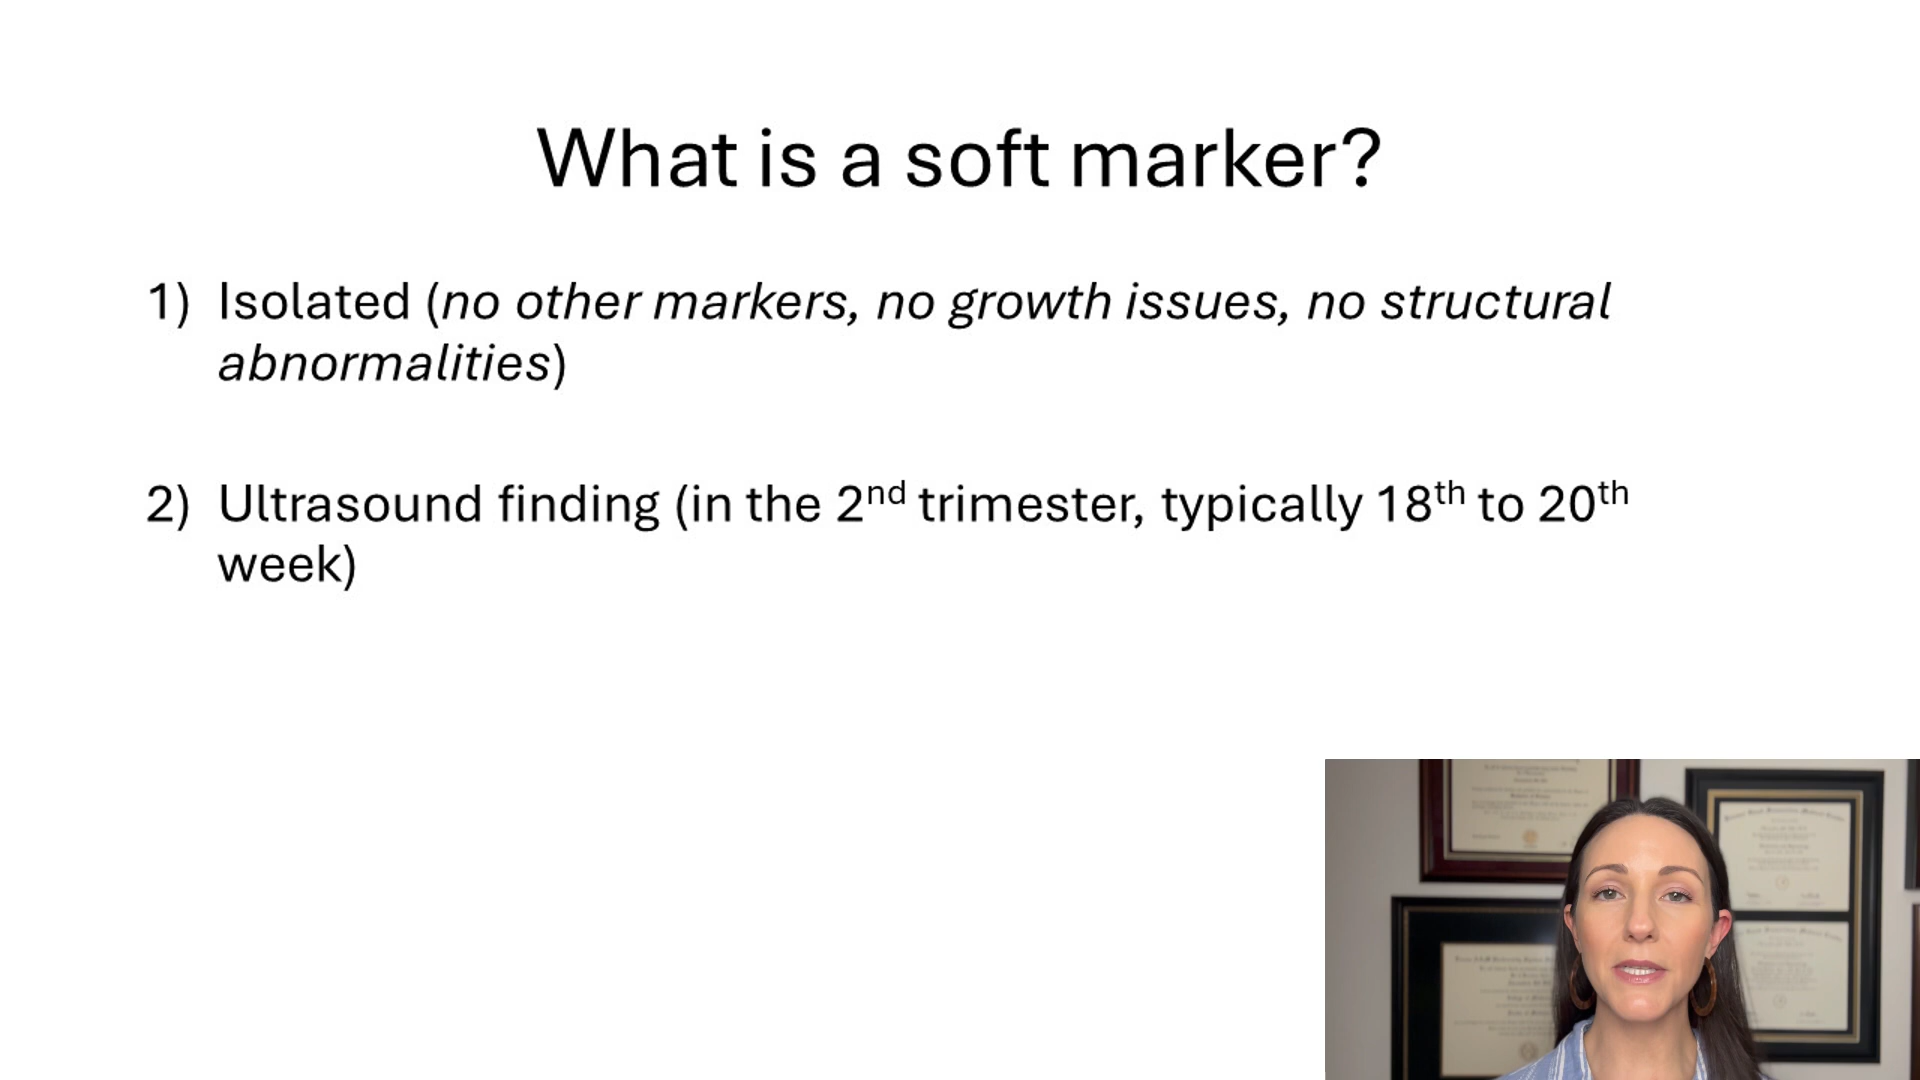 What is a soft marker?
1) Isolated (no other markers, no growth issues, no structural
abnormalities)
2) Ultrasound finding (in the 2nd trimester, typically 18th to 20th
week)